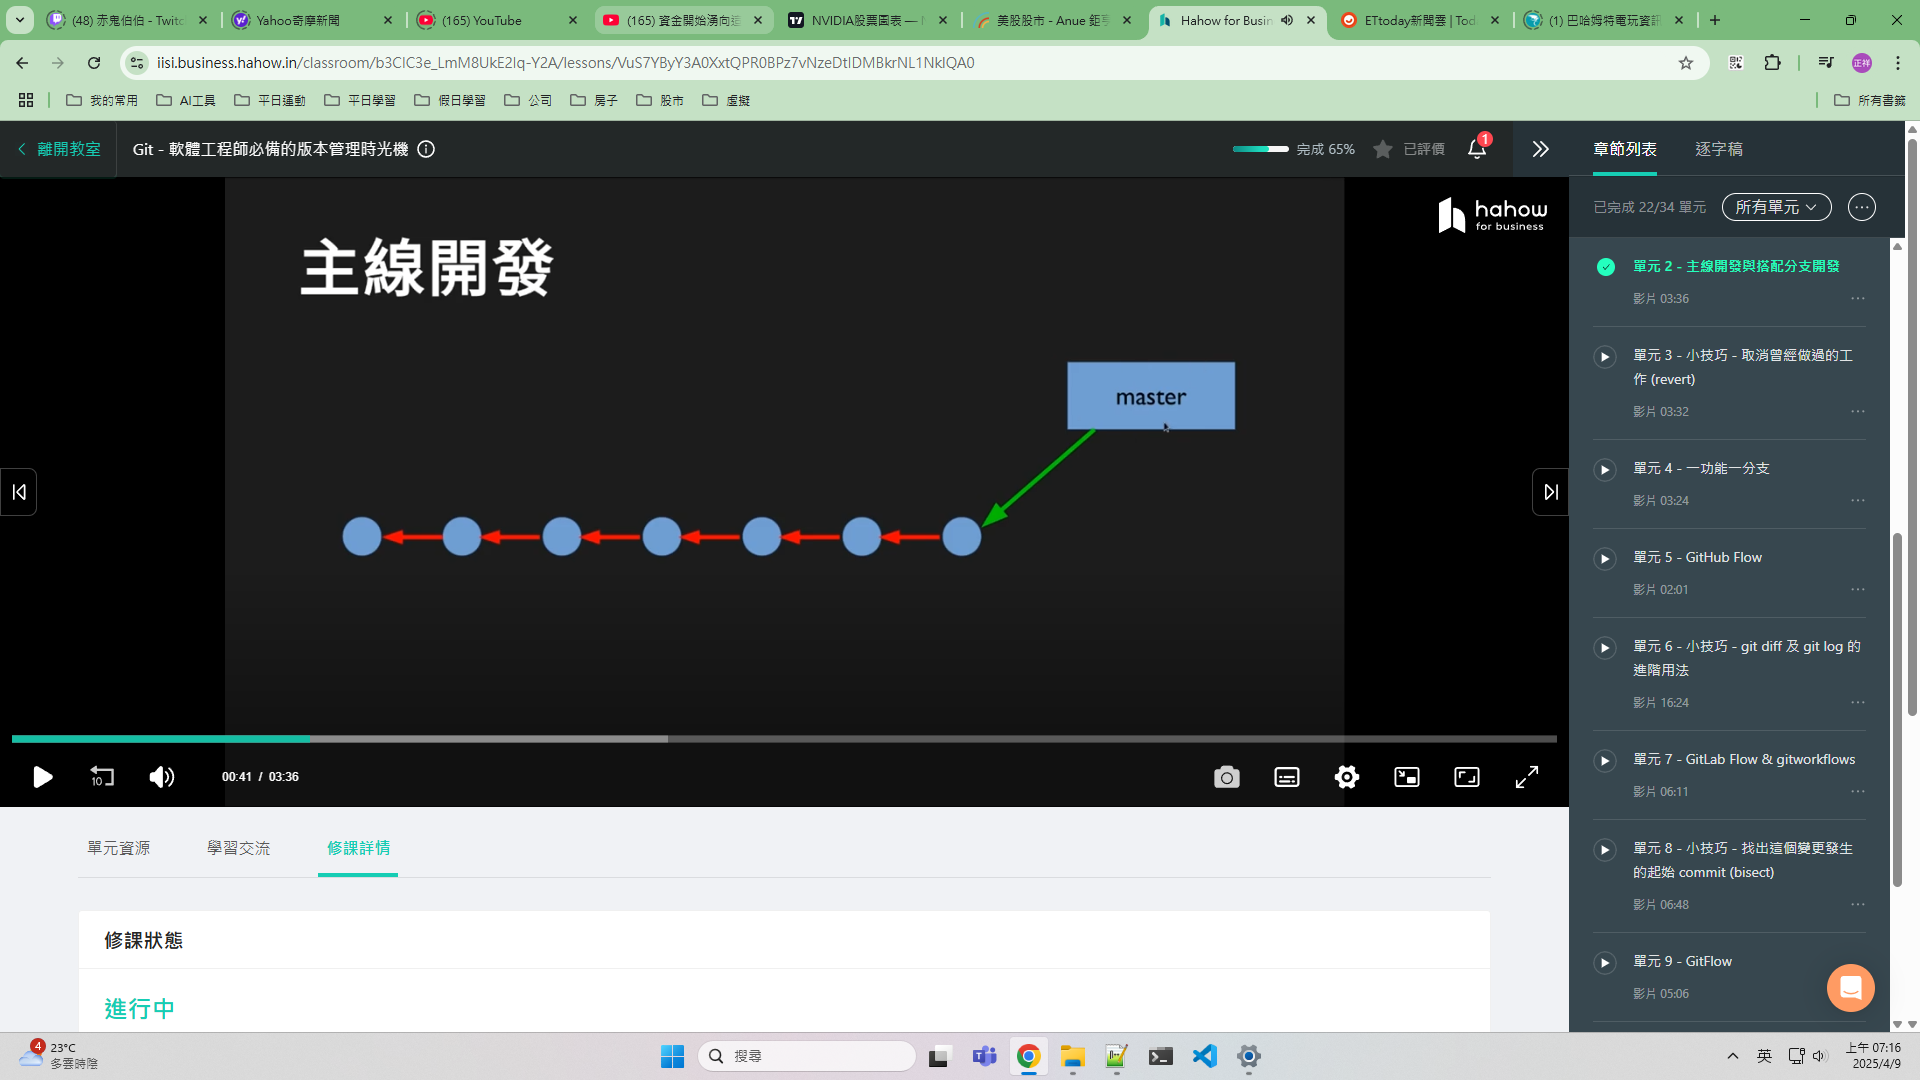 (48) 赤鬼伯伯 - Twitc
Yahoo奇摩新聞
(165) YouTube
(165) 資金開始湧向這
NVIDIA股票圖表 — N
美股股市 - Anue 鉅亨
Hahow for Busin
ETtoday新聞雲 | Tod
(1) 巴哈姆特電玩資訊
iisi.business.hahow.in/classroom/b3CIC3e_LmM8UkE2Iq-Y2A/lessons/VuS7YByY3A0XxtQPR0BPz7vNzeDtIDMBkrNL1NkIQA0
正祥
我的常用
AI工具
平日運動
平日學習
假日學習
公司
房子
股市
虛擬
所有書籤
離開教室
Git - 軟體工程師必備的版本管理時光機
完成 65%
已評價
1
章節列表
逐字稿
已完成 22/34 單元
所有單元
hahow
for business
主線開發
master
10
00:41 / 03:36
單元 2 - 主線開發與搭配分支開發
影片 03:36
單元 3 - 小技巧 - 取消曾經做過的工
作 (revert)
影片 03:32
單元 4 - 一功能一分支
影片 03:24
單元 5 - GitHub Flow
影片 02:01
單元 6 - 小技巧 - git diff 及 git log 的
進階用法
影片 16:24
單元 7 - GitLab Flow & gitworkflows
影片 06:11
單元 8 - 小技巧 - 找出這個變更發生
的起始 commit (bisect)
影片 06:48
單元 9 - GitFlow
影片 05:06
單元資源
學習交流
修課詳情
修課狀態
進行中
4
23°C
多雲時陰
搜尋
英
上午 07:16
2025/4/9